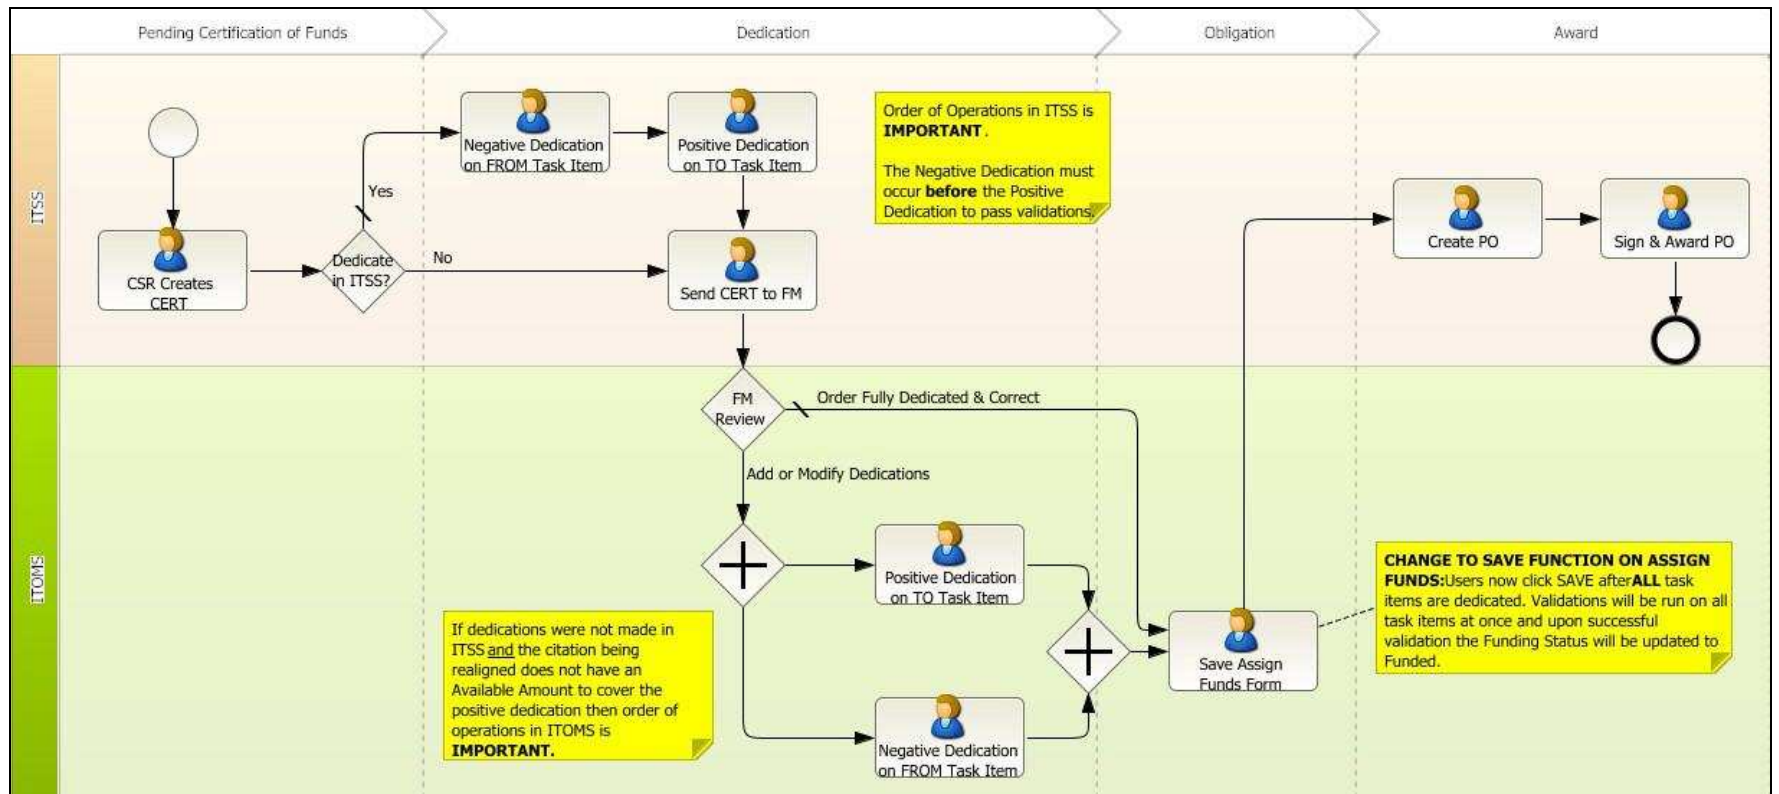 Pending Certification of Funds
Dedication
Obligation
Award
ITSS
CSR Creates
CERT
Dedicate
in ITSS?
Yes
No
Negative Dedication
on FROM Task Item
Positive Dedication
on TO Task Item
Send CERT to FM
Order of Operations in ITSS is
IMPORTANT.
The Negative Dedication must
occur before the Positive
Dedication to pass validations.
Create PO
Sign & Award PO
ITOMS
FM
Review
Order Fully Dedicated & Correct
Add or Modify Dedications
Positive Dedication
on TO Task Item
Negative Dedication
on FROM Task Item
If dedications were not made in
ITSS and the citation being
realigned does not have an
Available Amount to cover the
positive dedication then order of
operations in ITOMS is
IMPORTANT.
Save Assign
Funds Form
CHANGE TO SAVE FUNCTION ON ASSIGN
FUNDS:Users now click SAVE afterALL task
items are dedicated. Validations will be run on all
task items at once and upon successful
validation the Funding Status will be updated to
Funded.